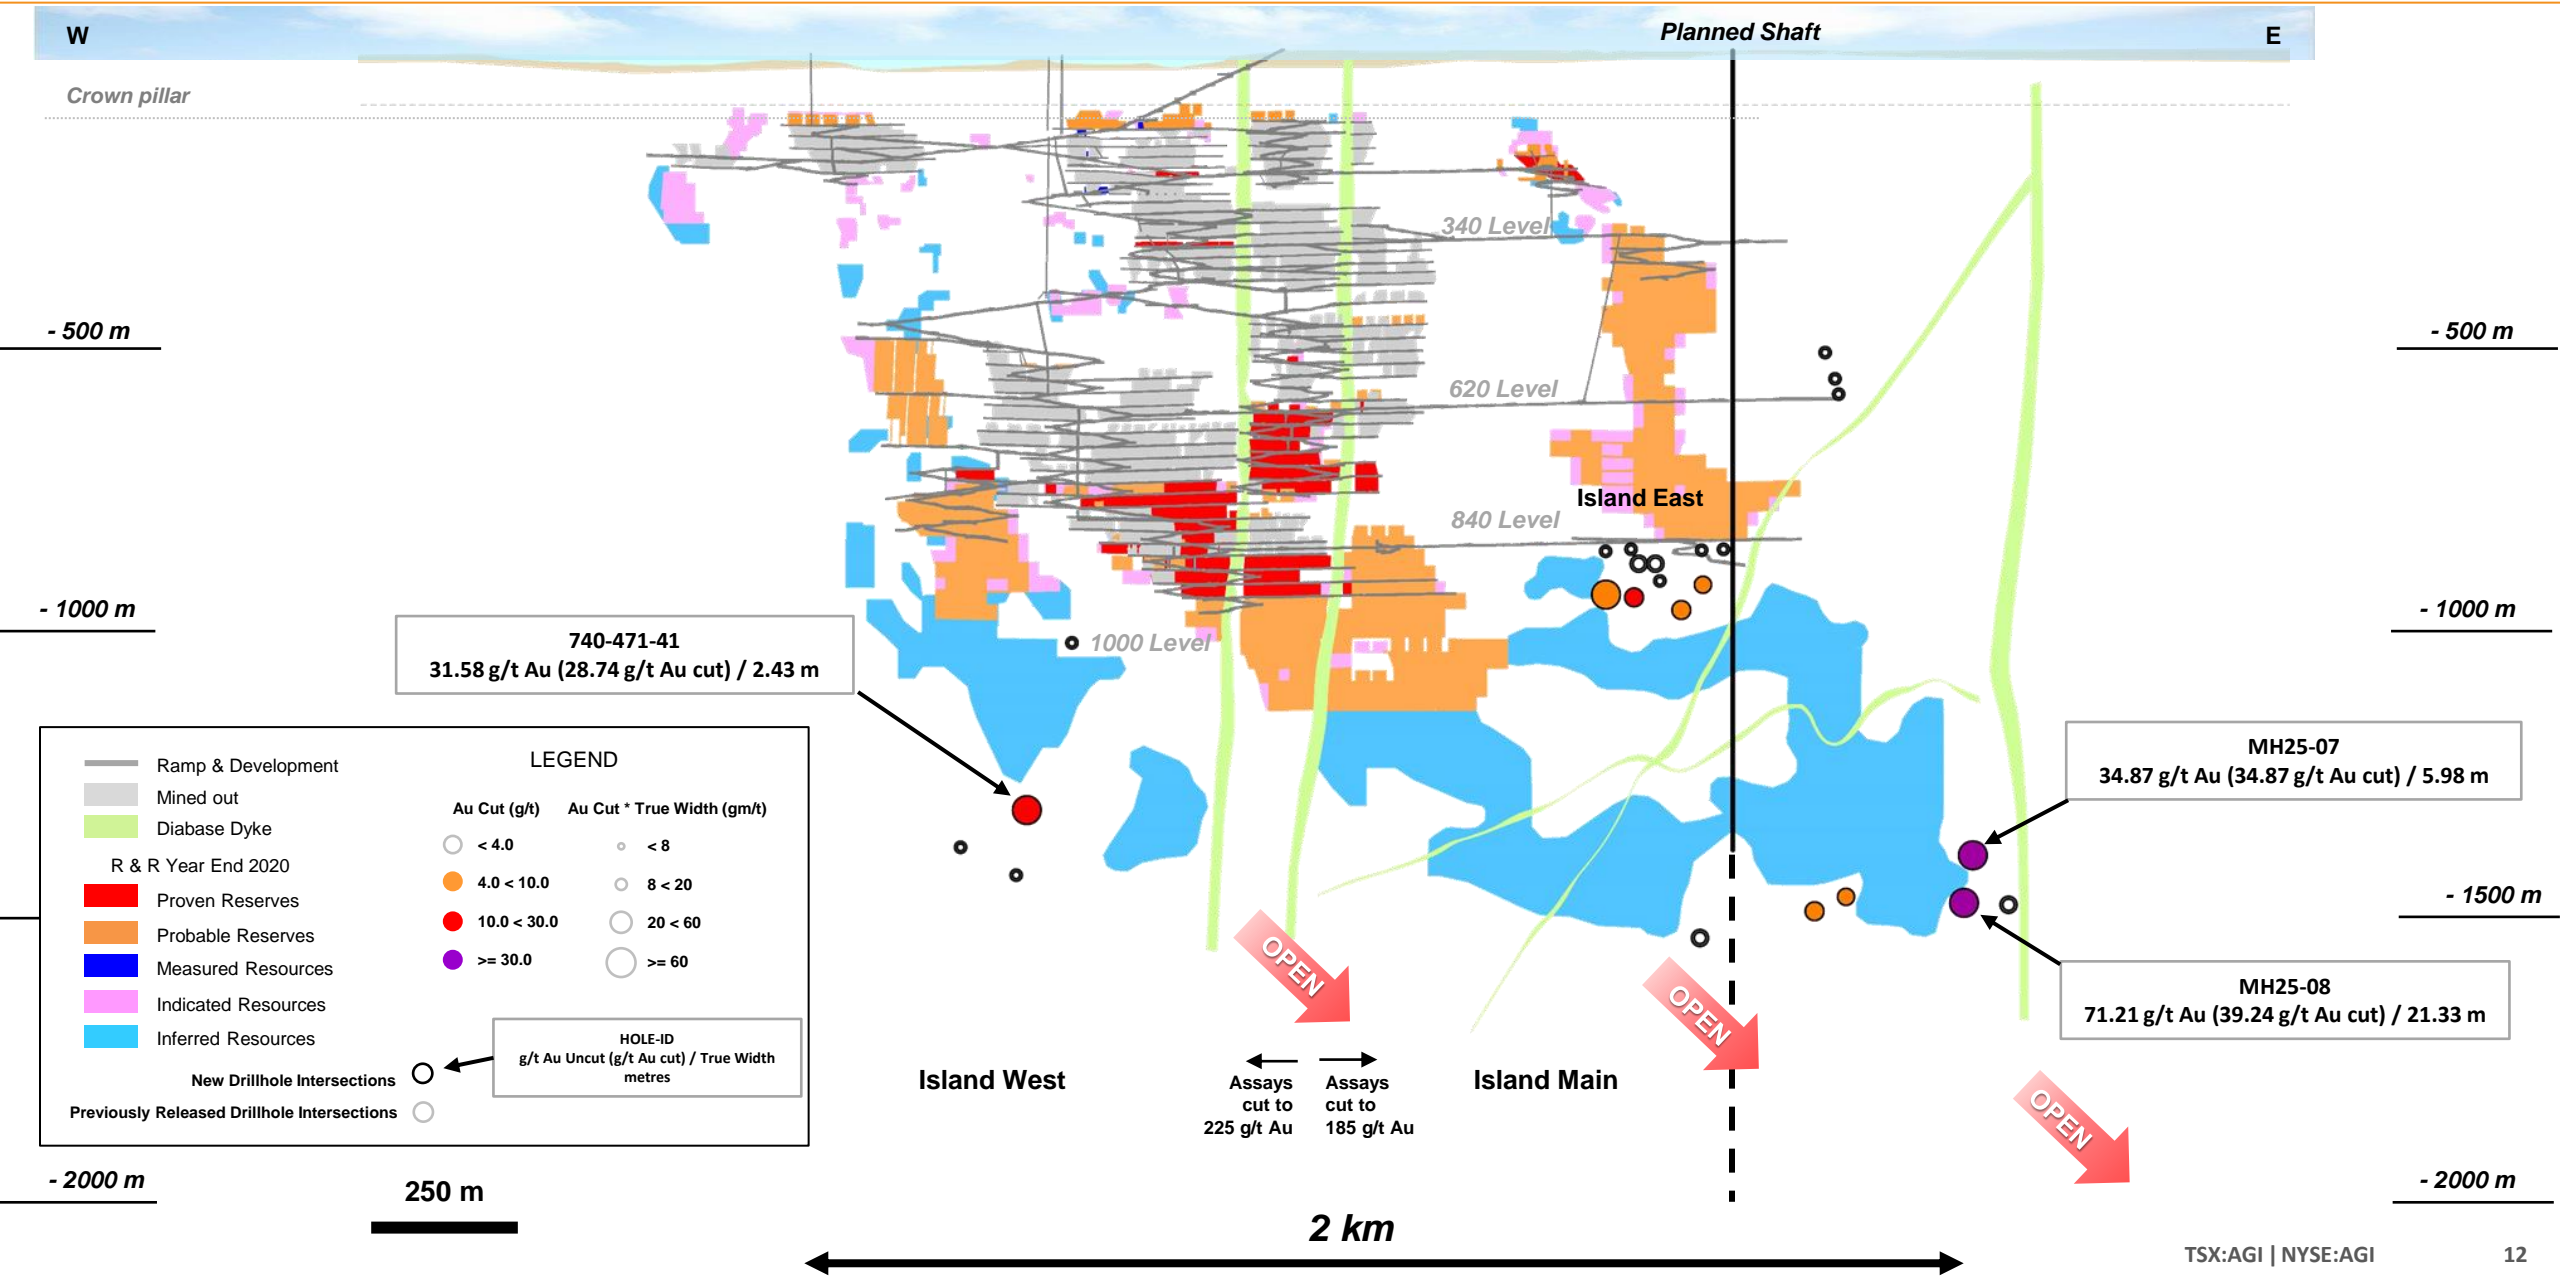 W
Planned Shaft
E
Crown pillar
340 Level
- 500 m
- 500 m
620 Level
Island East
840 Level
- 1000 m
- 1000 m
740-471-41
31.58 g/t Au (28.74 g/t Au cut) / 2.43 m
1000 Level
MH25-07
34.87 g/t Au (34.87 g/t Au cut) / 5.98 m
LEGEND
Ramp & Development
Mined out
Diabase Dyke
R & R Year End 2020
Proven Reserves
Probable Reserves
Measured Resources
Indicated Resources
Inferred Resources
Au Cut (g/t)
< 4.0
4.0 < 10.0
10.0 < 30.0
>= 30.0
Au Cut * True Width (gm/t)
< 8
8 < 20
20 < 60
>= 60
New Drillhole Intersections
Previously Released Drillhole Intersections
HOLE-ID
g/t Au Uncut (g/t Au cut) / True Width
metres
- 1500 m
MH25-08
71.21 g/t Au (39.24 g/t Au cut) / 21.33 m
OPEN
OPEN
OPEN
Island West
Assays
cut to
225 g/t Au
Assays
cut to
185 g/t Au
Island Main
- 2000 m
- 2000 m
250 m
2 km
TSX:AGI | NYSE:AGI
12